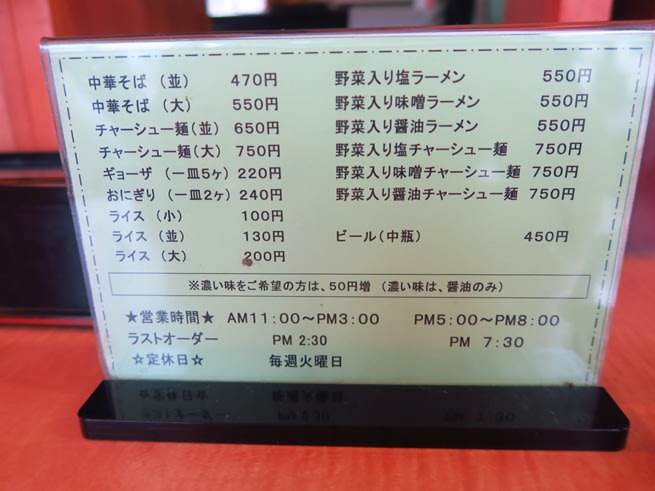 中華そば（並） 470円
中華そば（大） 550円
チャーシュー麺（並） 650円
チャーシュー麺（大） 750円
ギョーザ（一皿5ヶ） 220円
おにぎり（一皿2ヶ） 240円
ライス（小） 100円
ライス（並） 130円
ライス（大） 200円
野菜入り塩ラーメン 550円
野菜入り味噌ラーメン 550円
野菜入り醤油ラーメン 550円
野菜入り塩チャーシュー麺 750円
野菜入り味噌チャーシュー麺 750円
野菜入り醤油チャーシュー麺 750円
ビール（中瓶） 450円
※濃い味をご希望の方は、50円増 （濃い味は、醤油のみ）
★営業時間★ AM11：00～PM3：00 PM5：00～PM8：00
ラストオーダー PM 2:30 PM 7:30
☆定休日☆ 毎週火曜日